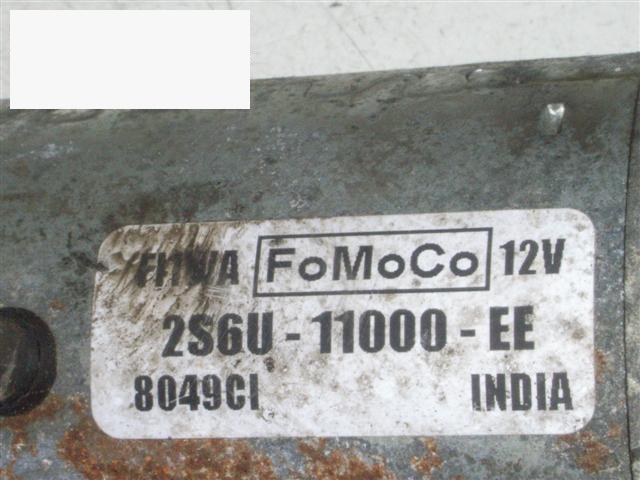 FoMoCo 12V
2S6U - 11000 - EE
8049CI INDIA